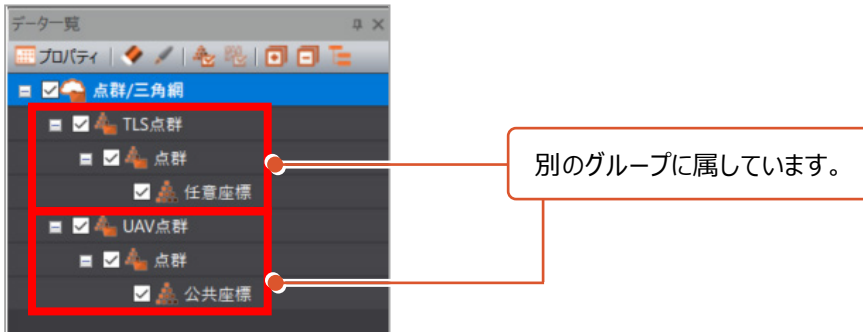 データ一覧
プロパティ
点群/三角網
TLS点群
点群
任意座標
UAV点群
点群
公共座標
別のグループに属しています。